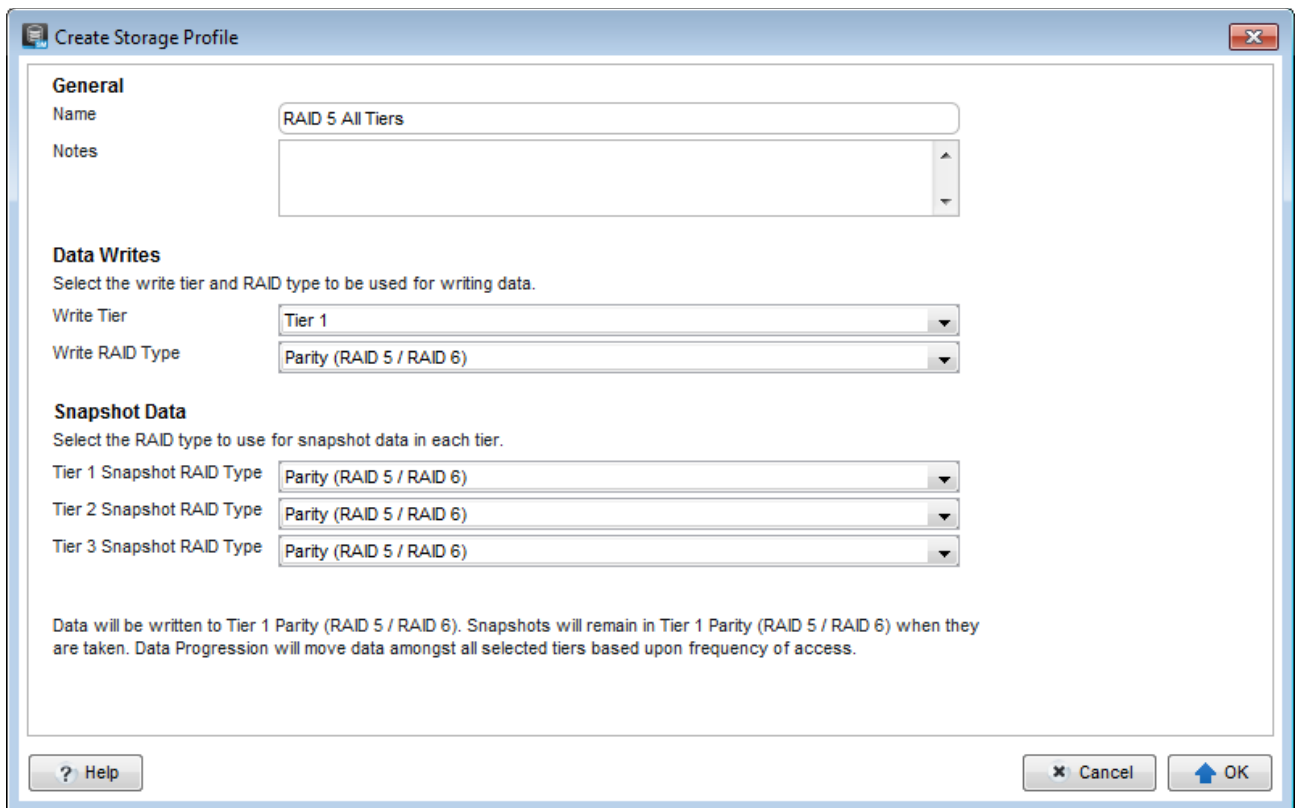 Create Storage Profile
General
Name
RAID 5 All Tiers
Notes
Data Writes
Select the write tier and RAID type to be used for writing data.
Write Tier
Tier 1
Write RAID Type
Parity (RAID 5 / RAID 6)
Snapshot Data
Select the RAID type to use for snapshot data in each tier.
Tier 1 Snapshot RAID Type
Parity (RAID 5 / RAID 6)
Tier 2 Snapshot RAID Type
Parity (RAID 5 / RAID 6)
Tier 3 Snapshot RAID Type
Parity (RAID 5 / RAID 6)
Data will be written to Tier 1 Parity (RAID 5 / RAID 6). Snapshots will remain in Tier 1 Parity (RAID 5 / RAID 6) when they
are taken. Data Progression will move data amongst all selected tiers based upon frequency of access.
? Help
Cancel
OK